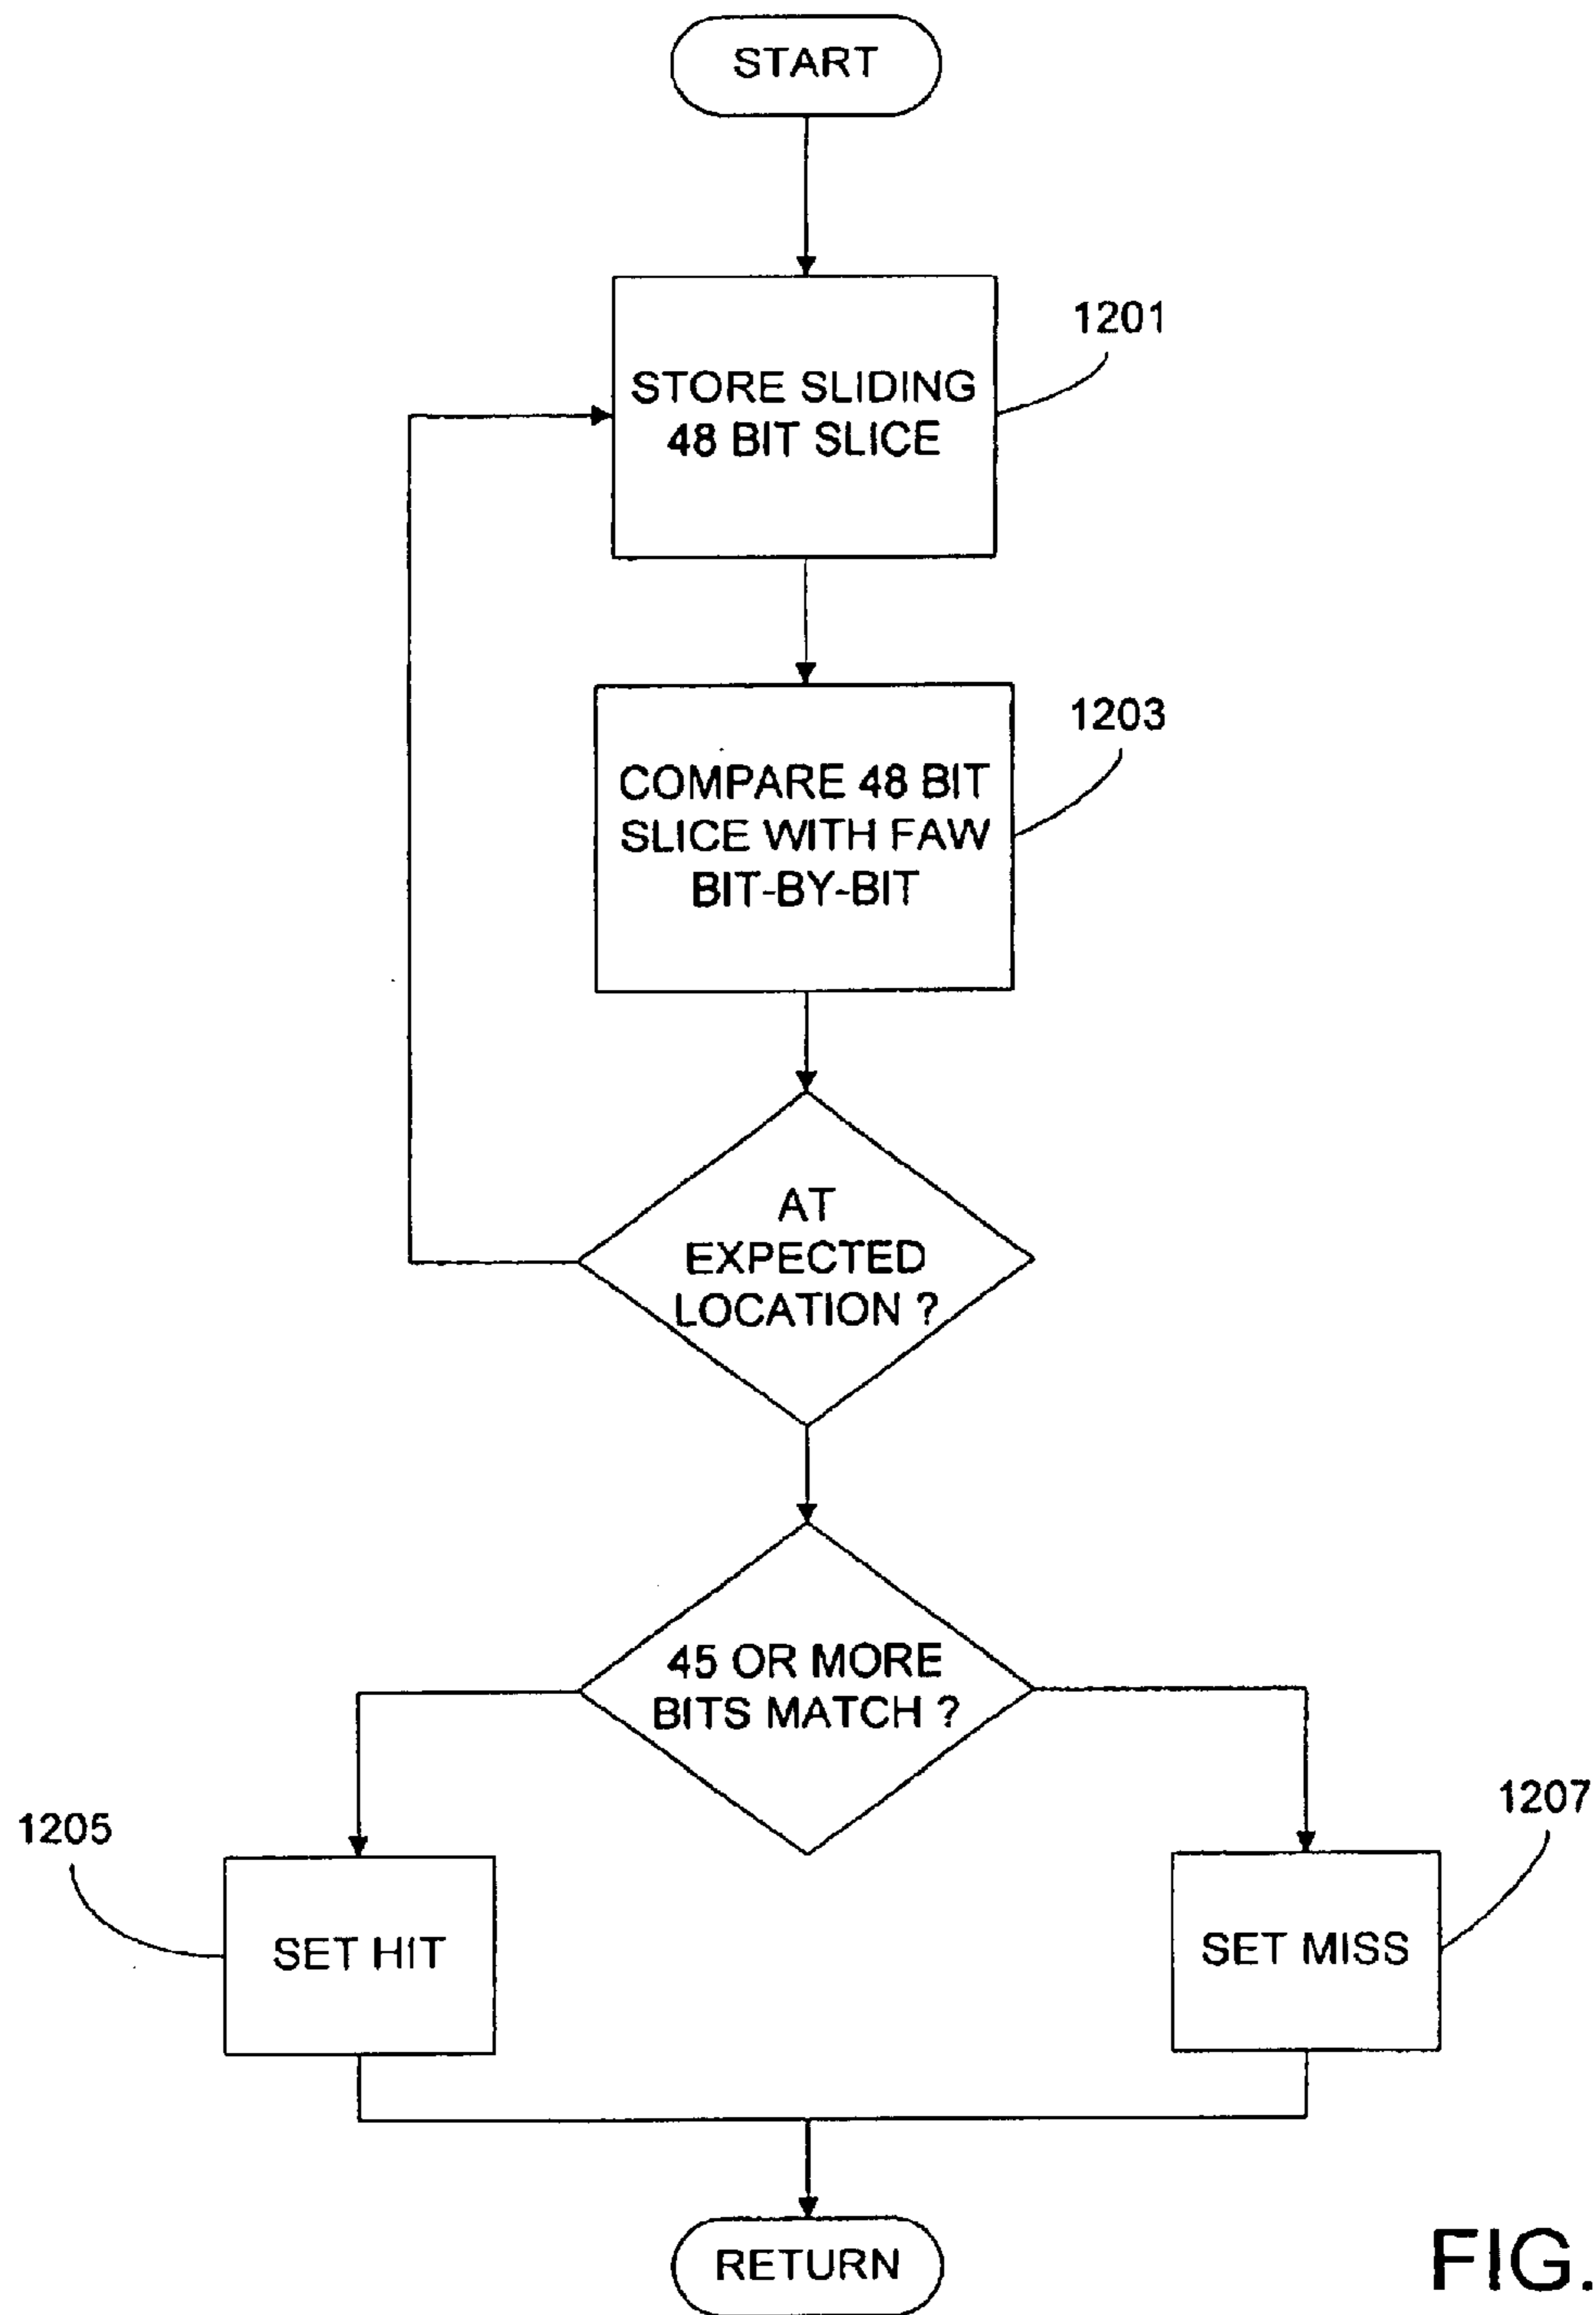 START
1201
STORE SLIDING
48 BIT SLICE
1203
COMPARE 48 BIT
SLICE WITH FAW
BIT-BY-BIT
AT
EXPECTED
LOCATION ?
45 OR MORE
BITS MATCH ?
1205
1207
SET HIT
SET MISS
RETURN
FIG.